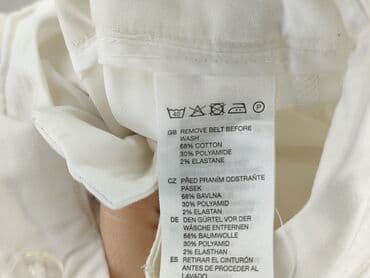 40 P
GB REMOVE BELT BEFORE
WASH
68% COTTON
30% POLYAMIDE
2% ELASTANE
CZ PŘED PRANÍM ODSTRAŇTE
PÁSEK
68% BAVLNA
30% POLYAMID
2% ELASTAN
DE DEN GÜRTEL VOR DER
WÄSCHE ENTFERNEN
68% BAUMWOLLE
30% POLYAMID
2% ELASTHAN
ES RETIRAR EL CINTURÓN
ANTES DE PROCEDER AL
LAVADO